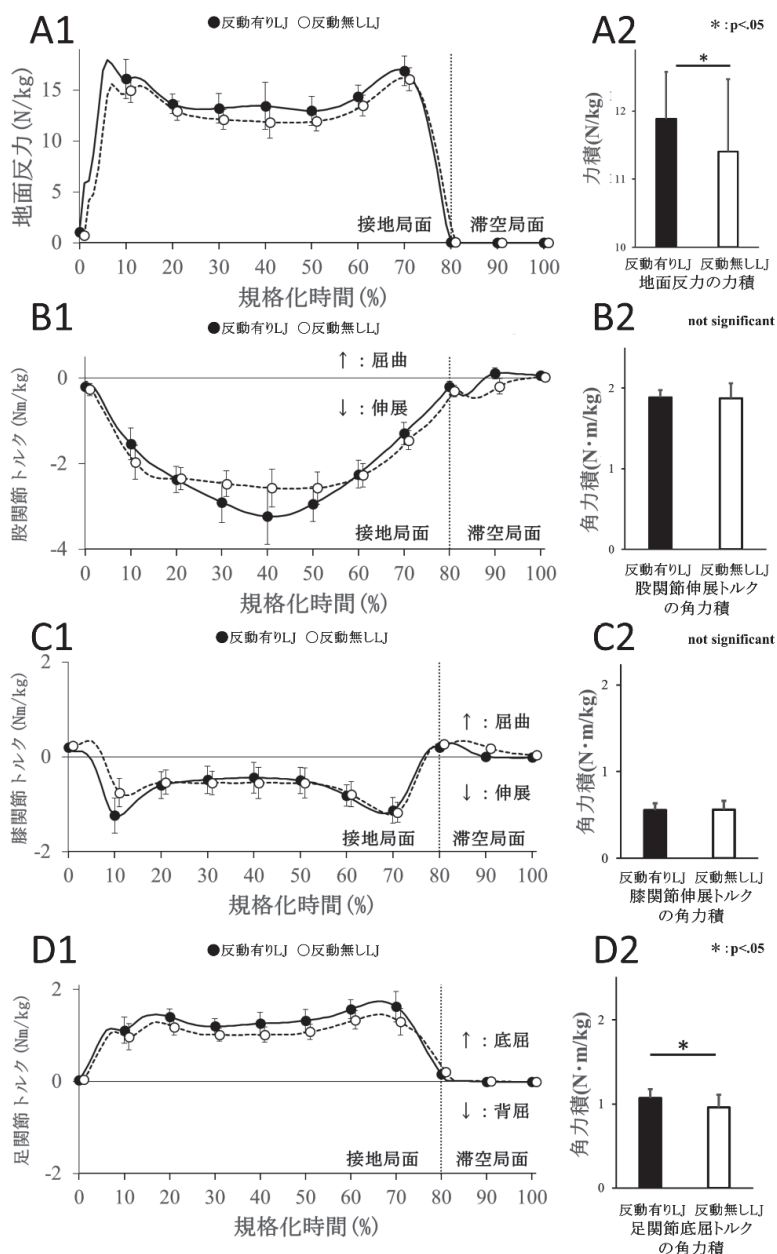 A1
●反動有りLJ ○反動無しLJ
地面反力(N/kg)
20
15
10
5
0
接地局面
滞空局面
0 10 20 30 40 50 60 70 80 90 100
規格化時間(%)
A2
*:p<.05
力積(N/kg)
*
12
11
10
反動有りLJ 反動無しLJ
地面反力の力積
B1
●反動有りLJ ○反動無しLJ
股関節トルク(Nm/kg)
0
-2
-4
↑:屈曲
↓:伸展
接地局面
滞空局面
0 10 20 30 40 50 60 70 80 90 100
規格化時間(%)
B2
not significant
角力積(N・m/kg)
2
1
0
反動有りLJ 反動無しLJ
股関節伸展トルク
の角力積
C1
●反動有りLJ ○反動無しLJ
膝関節トルク(Nm/kg)
2
0
-2
↑:屈曲
↓:伸展
接地局面
滞空局面
0 10 20 30 40 50 60 70 80 90 100
規格化時間(%)
C2
not significant
角力積(N・m/kg)
2
1
0
反動有りLJ 反動無しLJ
膝関節伸展トルク
の角力積
D1
●反動有りLJ ○反動無しLJ
足関節トルク(Nm/kg)
2
0
-2
↑:底屈
↓:背屈
接地局面
滞空局面
0 10 20 30 40 50 60 70 80 90 100
規格化時間(%)
D2
*:p<.05
角力積(N・m/kg)
*
2
1
0
反動有りLJ 反動無しLJ
足関節底屈トルク
の角力積